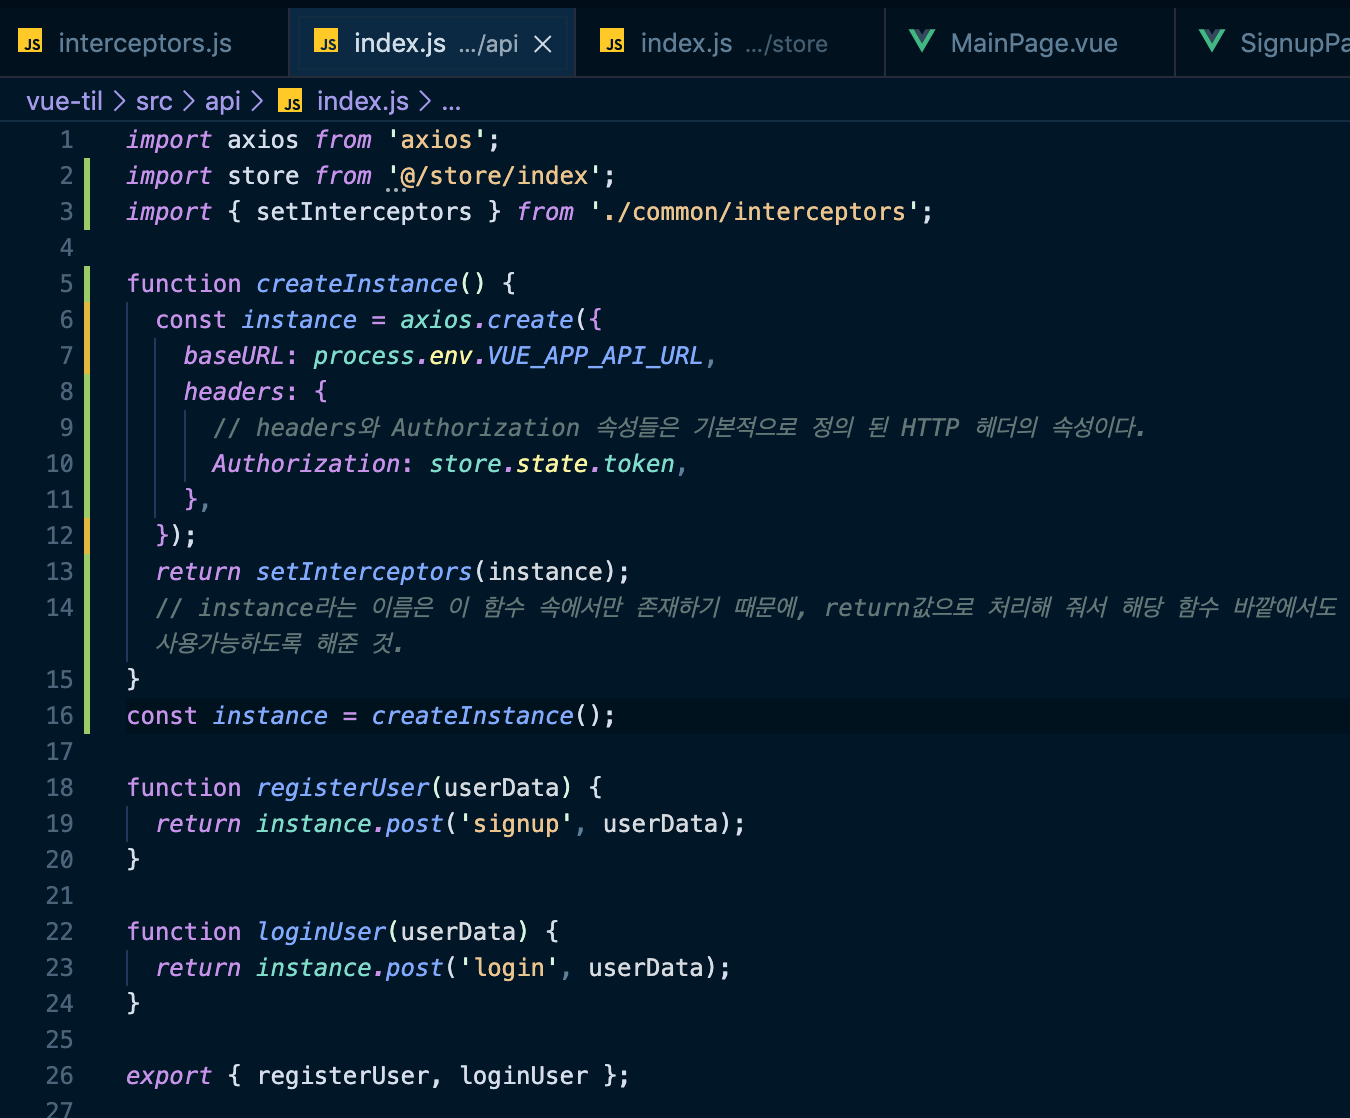 JS interceptors.js JS index.js .../api JS index.js .../store MainPage.vue SignupPa
vue-til > src > api > JS index.js > ...
1 import axios from 'axios';
2 import store from '@/store/index';
3 import { setInterceptors } from './common/interceptors';
4
5 function createInstance() {
6 const instance = axios.create({
7 baseURL: process.env.VUE_APP_API_URL,
8 headers: {
9 // headers와 Authorization 속성들은 기본적으로 정의 된 HTTP 헤더의 속성이다.
10 Authorization: store.state.token,
11 },
12 });
13 return setInterceptors(instance);
14 // instance라는 이름은 이 함수 속에서만 존재하기 때문에, return값으로 처리해 줘서 해당 함수 바깥에서도
사용가능하도록 해준 것.
15 }
16 const instance = createInstance();
17
18 function registerUser(userData) {
19 return instance.post('signup', userData);
20 }
21
22 function loginUser(userData) {
23 return instance.post('login', userData);
24 }
25
26 export { registerUser, loginUser };
27